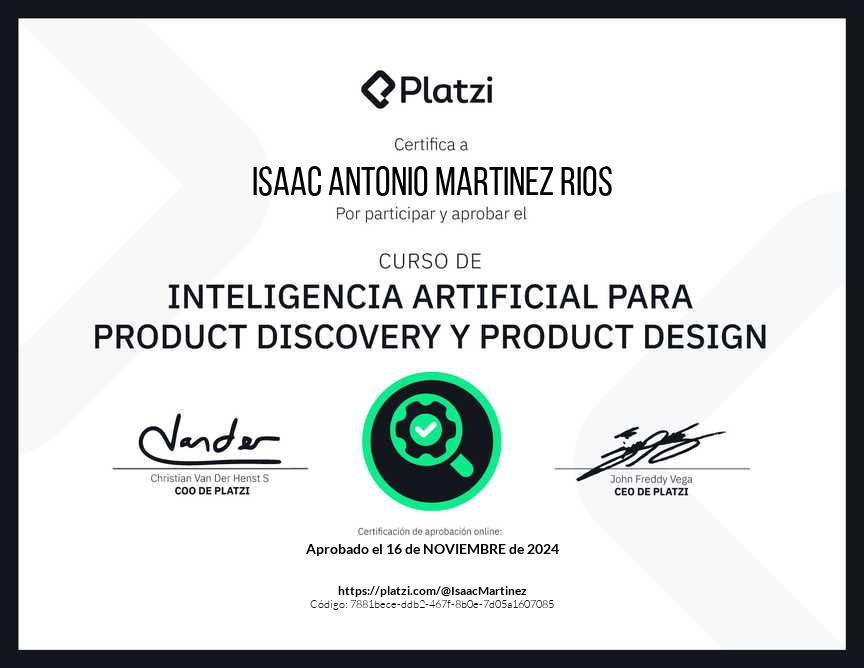 Platzi
Certifica a
ISAAC ANTONIO MARTINEZ RIOS
Por participar y aprobar el
CURSO DE
INTELIGENCIA ARTIFICIAL PARA
PRODUCT DISCOVERY Y PRODUCT DESIGN
Vander
Christian Van Der Henst S
COO DE PLATZI
John Freddy Vega
CEO DE PLATZI
Certificación de aprobación online:
Aprobado el 16 de NOVIEMBRE de 2024
https://platzi.com/@IsaacMartinez
Código: 7881bece-ddb2-467f-8b0e-7d05a1607085